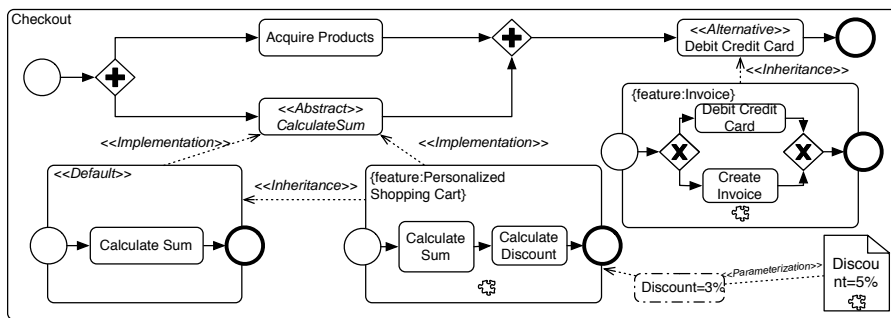 Checkout
Acquire Products
<<Alternative>>
Debit Credit Card
<<Abstract>>
CalculateSum
<<Inheritance>>
{feature:Invoice}
Debit Credit
Card
Create
Invoice
<<Implementation>>
<<Implementation>>
<<Default>>
<<Inheritance>>
{feature:Personalized
Shopping Cart}
Calculate Sum
Calculate
Sum
Calculate
Discount
<<Parameterization>>
Discount=3%
Discou
nt=5%